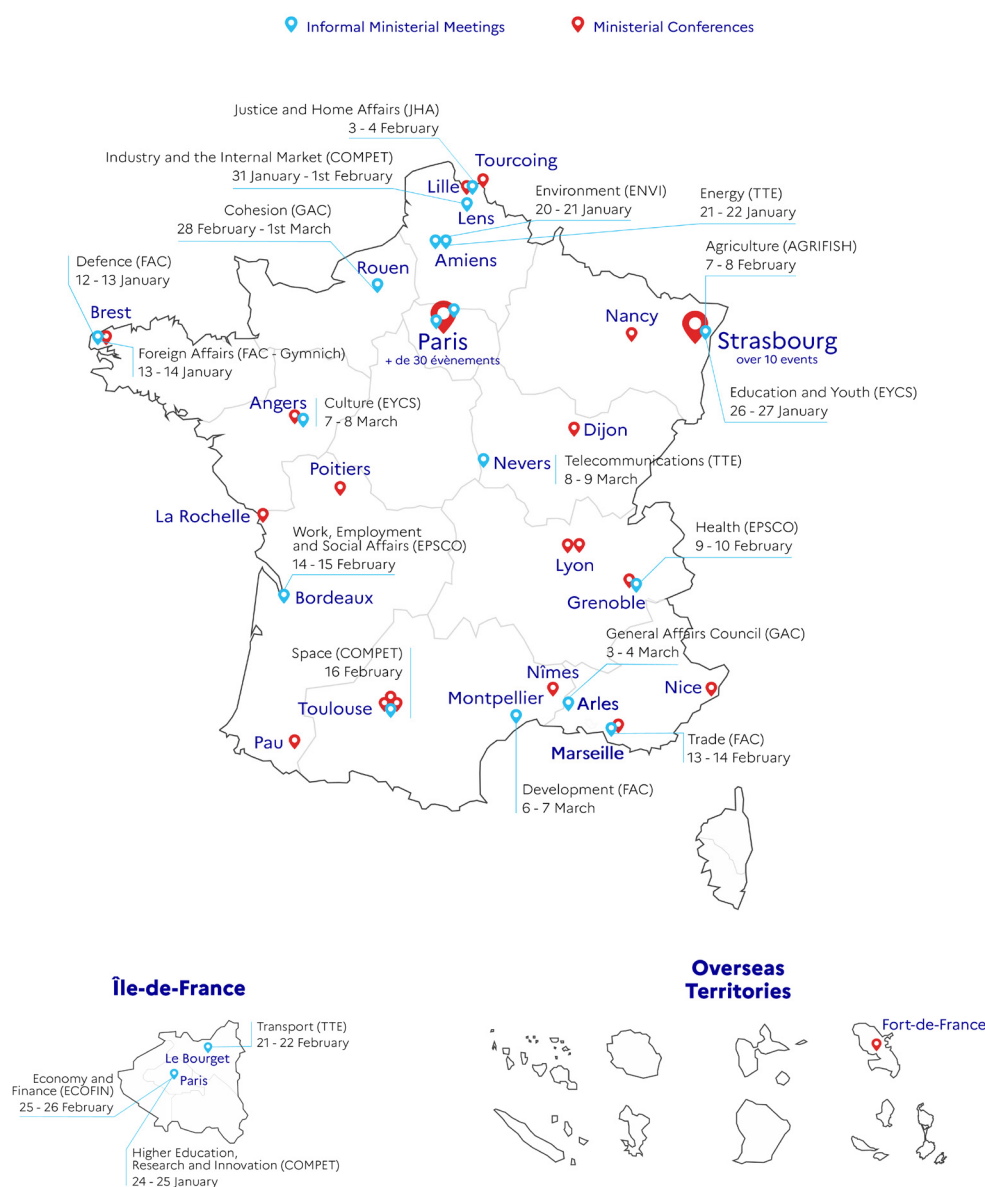 Informal Ministerial Meetings
Ministerial Conferences
Justice and Home Affairs (JHA)
3 - 4 February
Industry and the Internal Market (COMPET)
31 January - 1st February
Tourcoing
Lille
Lens
Environment (ENVI)
20 - 21 January
Energy (TTE)
21 - 22 January
Cohesion (GAC)
28 February - 1st March
Amiens
Agriculture (AGRIFISH)
7 - 8 February
Defence (FAC)
12 - 13 January
Rouen
Brest
Foreign Affairs (FAC - Gymnich)
13 - 14 January
Paris
+ de 30 évènements
Nancy
Strasbourg
over 10 events
Education and Youth (EYCS)
26 - 27 January
Angers
Culture (EYCS)
7 - 8 March
Dijon
Nevers
Telecommunications (TTE)
8 - 9 March
Poitiers
La Rochelle
Work, Employment
and Social Affairs (EPSCO)
14 - 15 February
Bordeaux
Health (EPSCO)
9 - 10 February
Lyon
Grenoble
General Affairs Council (GAC)
3 - 4 March
Space (COMPET)
16 February
Toulouse
Nîmes
Montpellier
Arles
Nice
Pau
Marseille
Trade (FAC)
13 - 14 February
Development (FAC)
6 - 7 March
Île-de-France
Transport (TTE)
21 - 22 February
Le Bourget
Paris
Economy and
Finance (ECOFIN)
25 - 26 February
Higher Education,
Research and Innovation (COMPET)
24 - 25 January
Overseas
Territories
Fort-de-France